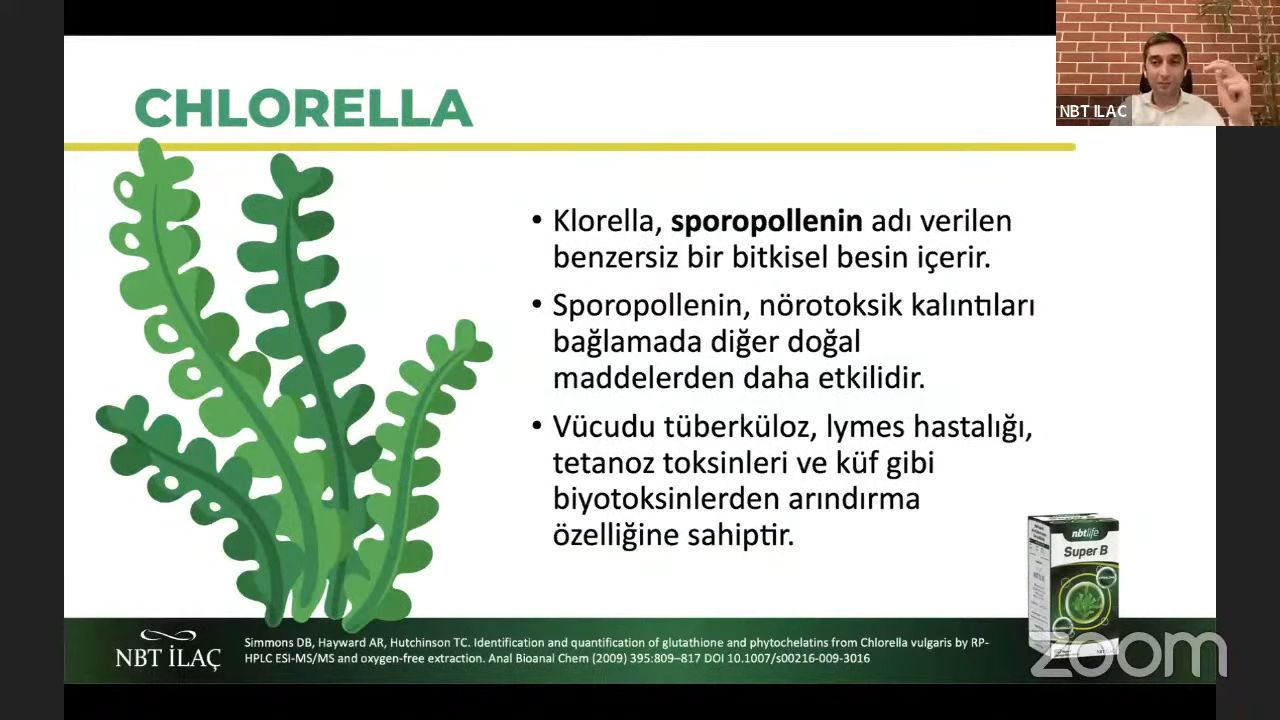 CHLORELLA
NBT ILAC
• Klorella, sporopollenin adı verilen
benzersiz bir bitkisel besin içerir.
• Sporopollenin, nörotoksik kalıntıları
bağlamada diğer doğal
maddelerden daha etkilidir.
• Vücudu tüberküloz, lymes hastalığı,
tetanoz toksinleri ve küf gibi
biyotoksinlerden arındırma
özelliğine sahiptir.
nbtlife
Super B
NBT İLAÇ
Simmons DB, Hayward AR, Hutchinson TC. Identification and quantification of glutathione and phytochelatins from Chlorella vulgaris by RP-
HPLC ESI-MS/MS and oxygen-free extraction. Anal Bioanal Chem (2009) 395:809–817 DOI 10.1007/s00216-009-3016
zoom